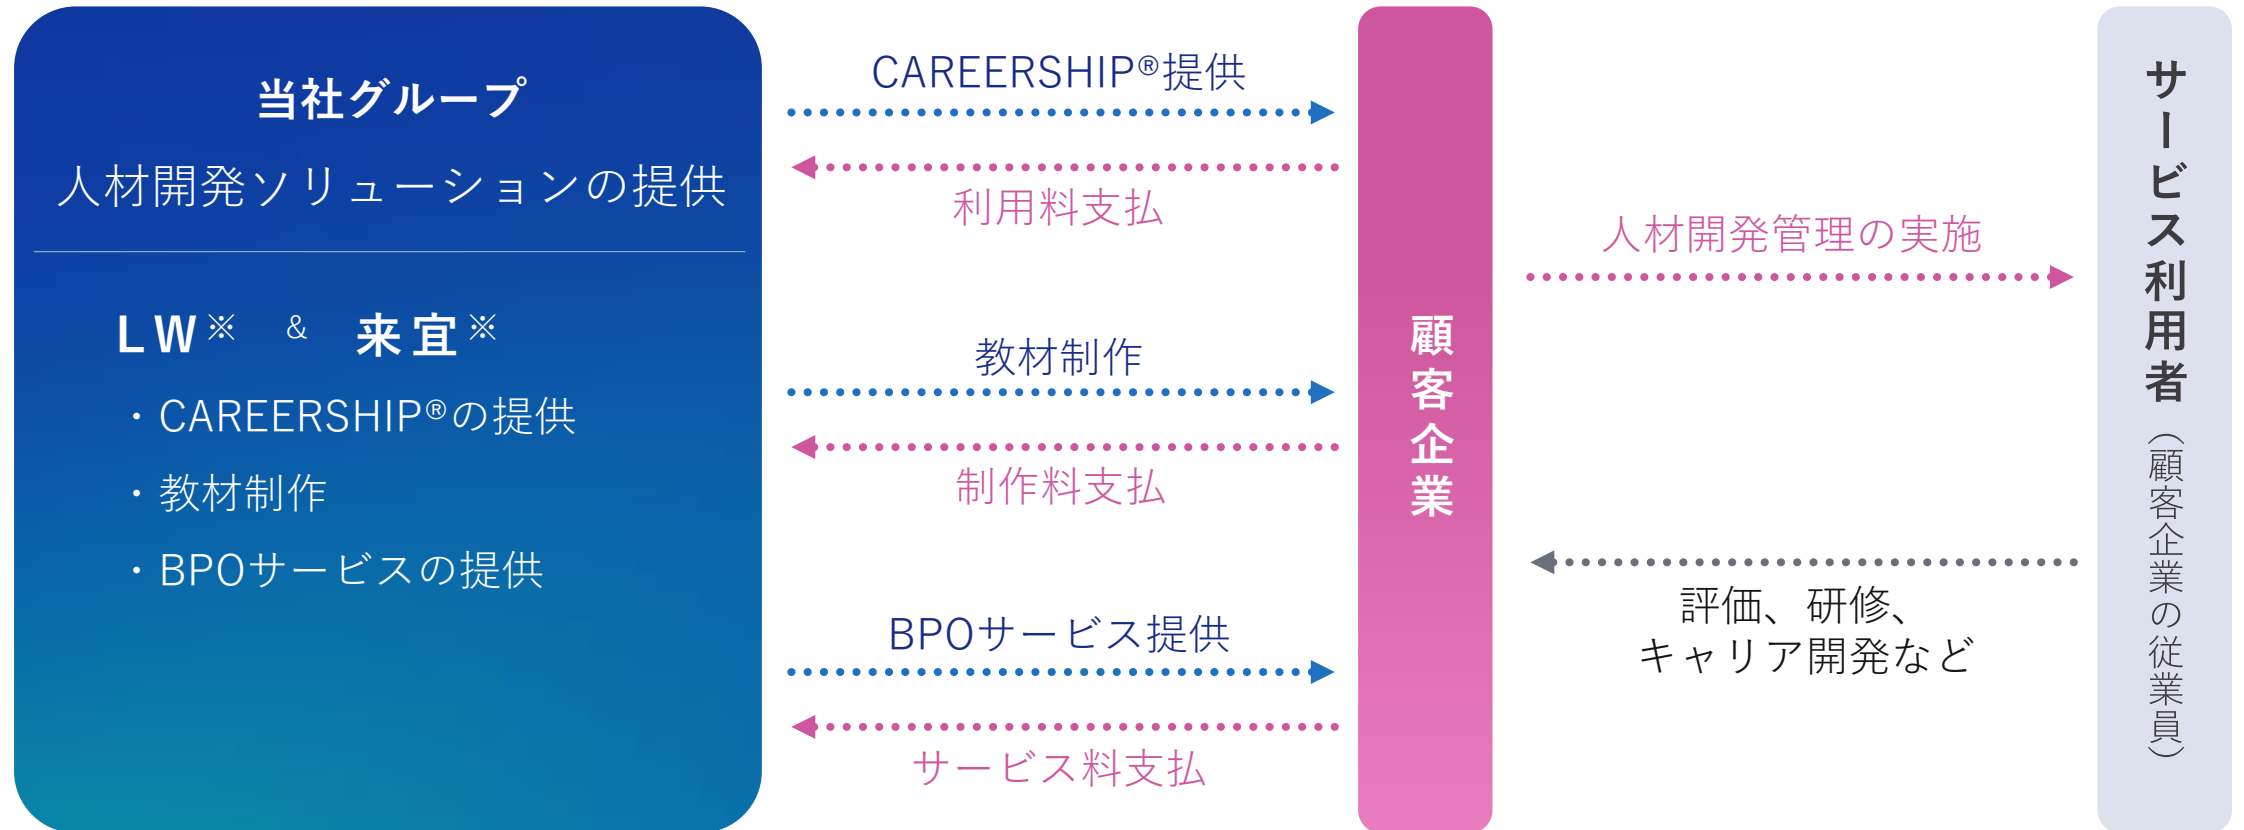 当社グループ
人材開発ソリューションの提供
LW※ & 来宜※
・CAREERSHIP®の提供
・教材制作
・BPOサービスの提供
CAREERSHIP®提供
利用料支払
教材制作
制作料支払
BPOサービス提供
サービス料支払
顧客企業
人材開発管理の実施
評価、研修、
キャリア開発など
サービス利用者（顧客企業の従業員）